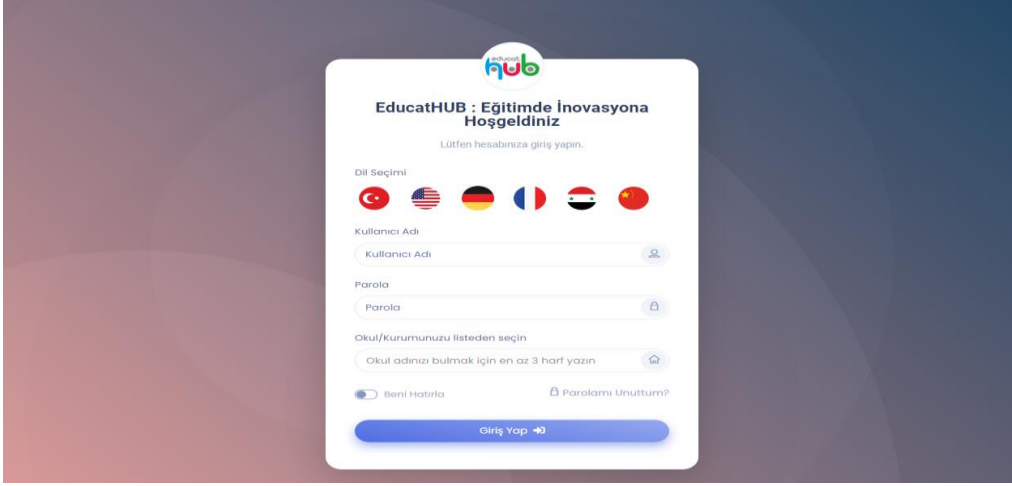 educat
hub
EducatHUB : Eğitimde İnovasyona
Hoşgeldiniz
Lütfen hesabınıza giriş yapın.
Dil Seçimi
Kullanıcı Adı
Kullanıcı Adı
Parola
Parola
Okul/Kurumunuzu listeden seçin
Okul adınızı bulmak için en az 3 harf yazın
Beni Hatırla
Parolamı Unuttum?
Giriş Yap